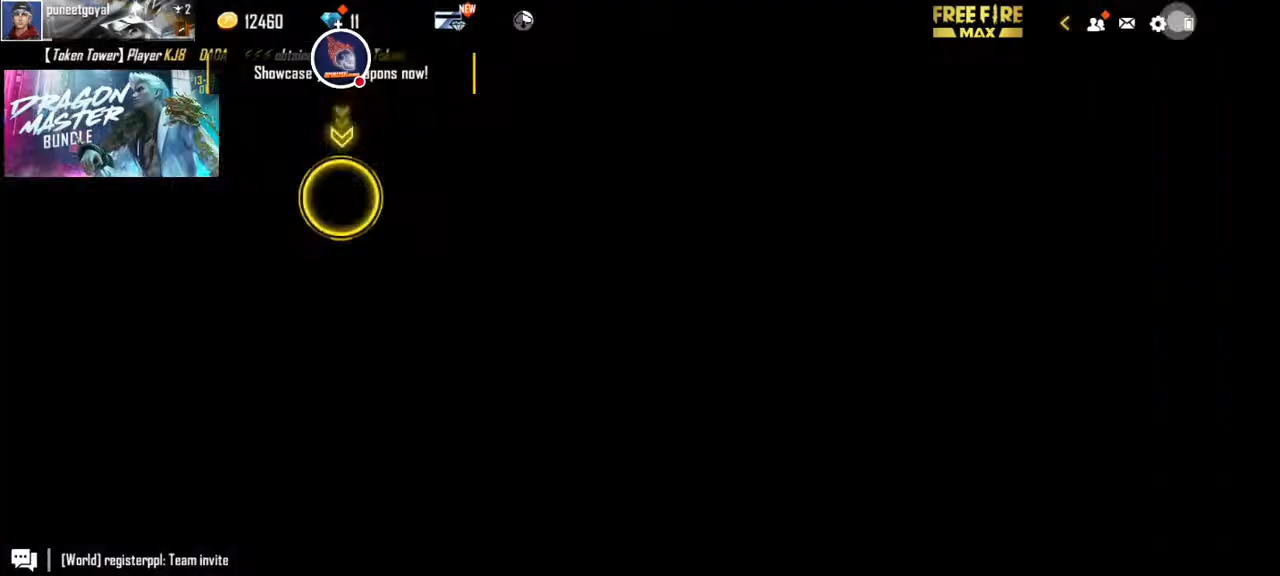 puneetgoyal
2
12460
11
NEW
FREE FIRE
MAX
[Token Tower] Player KJ8
obtain
Showcase
pons now!
DRAGON
MASTER
BUNDLE
[World] registerppl: Team invite